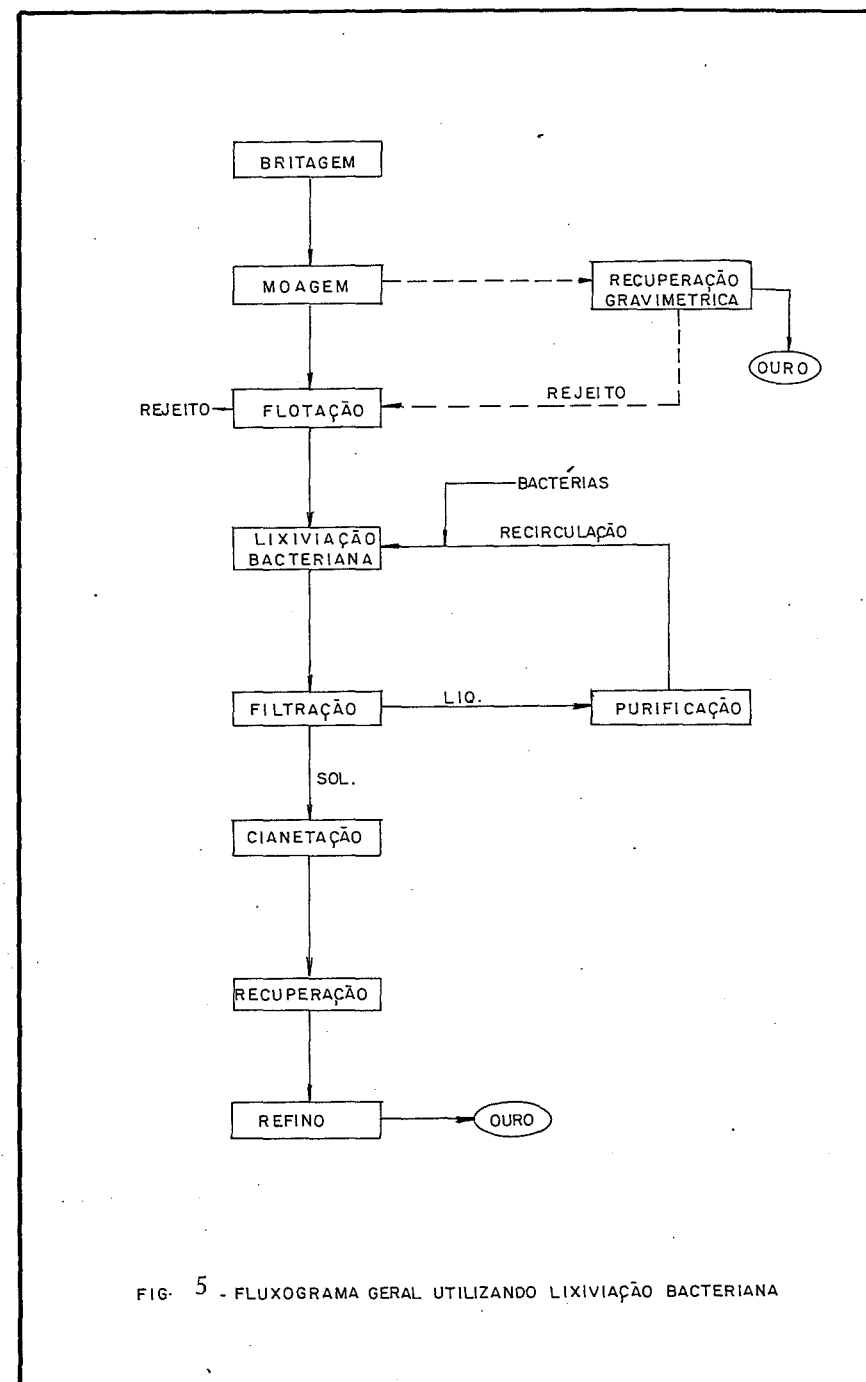 BRITAGEM
MOAGEM
RECUPERAÇÃO
GRAVIMETRICA
OURO
REJEITO
REJEITO
FLOTAÇÃO
BACTÉRIAS
LIXIVIAÇÃO
BACTERIANA
RECIRCULAÇÃO
FILTRAÇÃO
LIQ.
PURIFICAÇÃO
SOL.
CIANETAÇÃO
RECUPERAÇÃO
REFINO
OURO
FIG. 5 - FLUXOGRAMA GERAL UTILIZANDO LIXIVIAÇÃO BACTERIANA